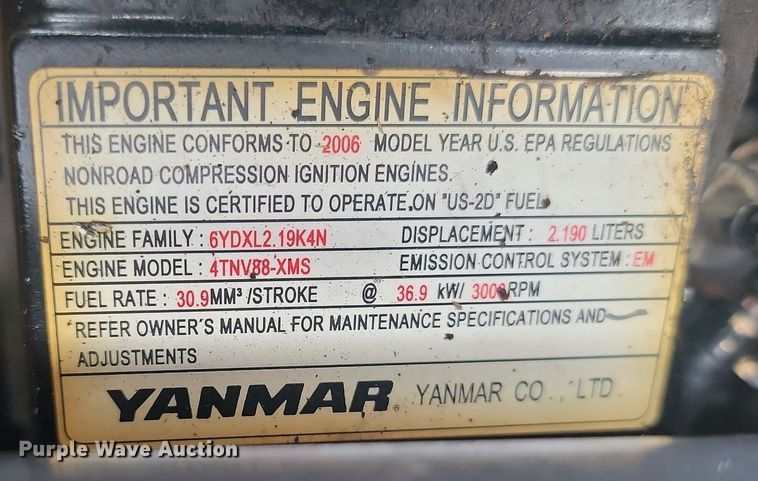 IMPORTANT ENGINE INFORMATION
THIS ENGINE CONFORMS TO 2006 MODEL YEAR U.S. EPA REGULATIONS
NONROAD COMPRESSION IGNITION ENGINES.
THIS ENGINE IS CERTIFIED TO OPERATE ON "US-2D" FUEL
ENGINE FAMILY : 6YDXL2.19K4N DISPLACEMENT : 2.190 LITERS
ENGINE MODEL : 4TNV88-XMS EMISSION CONTROL SYSTEM : EM
FUEL RATE : 30.9MM³/STROKE @ 36.9 kW/ 3000RPM
REFER OWNER'S MANUAL FOR MAINTENANCE SPECIFICATIONS AND
ADJUSTMENTS
YANMAR® YANMAR CO., LTD
Purple Wave Auction